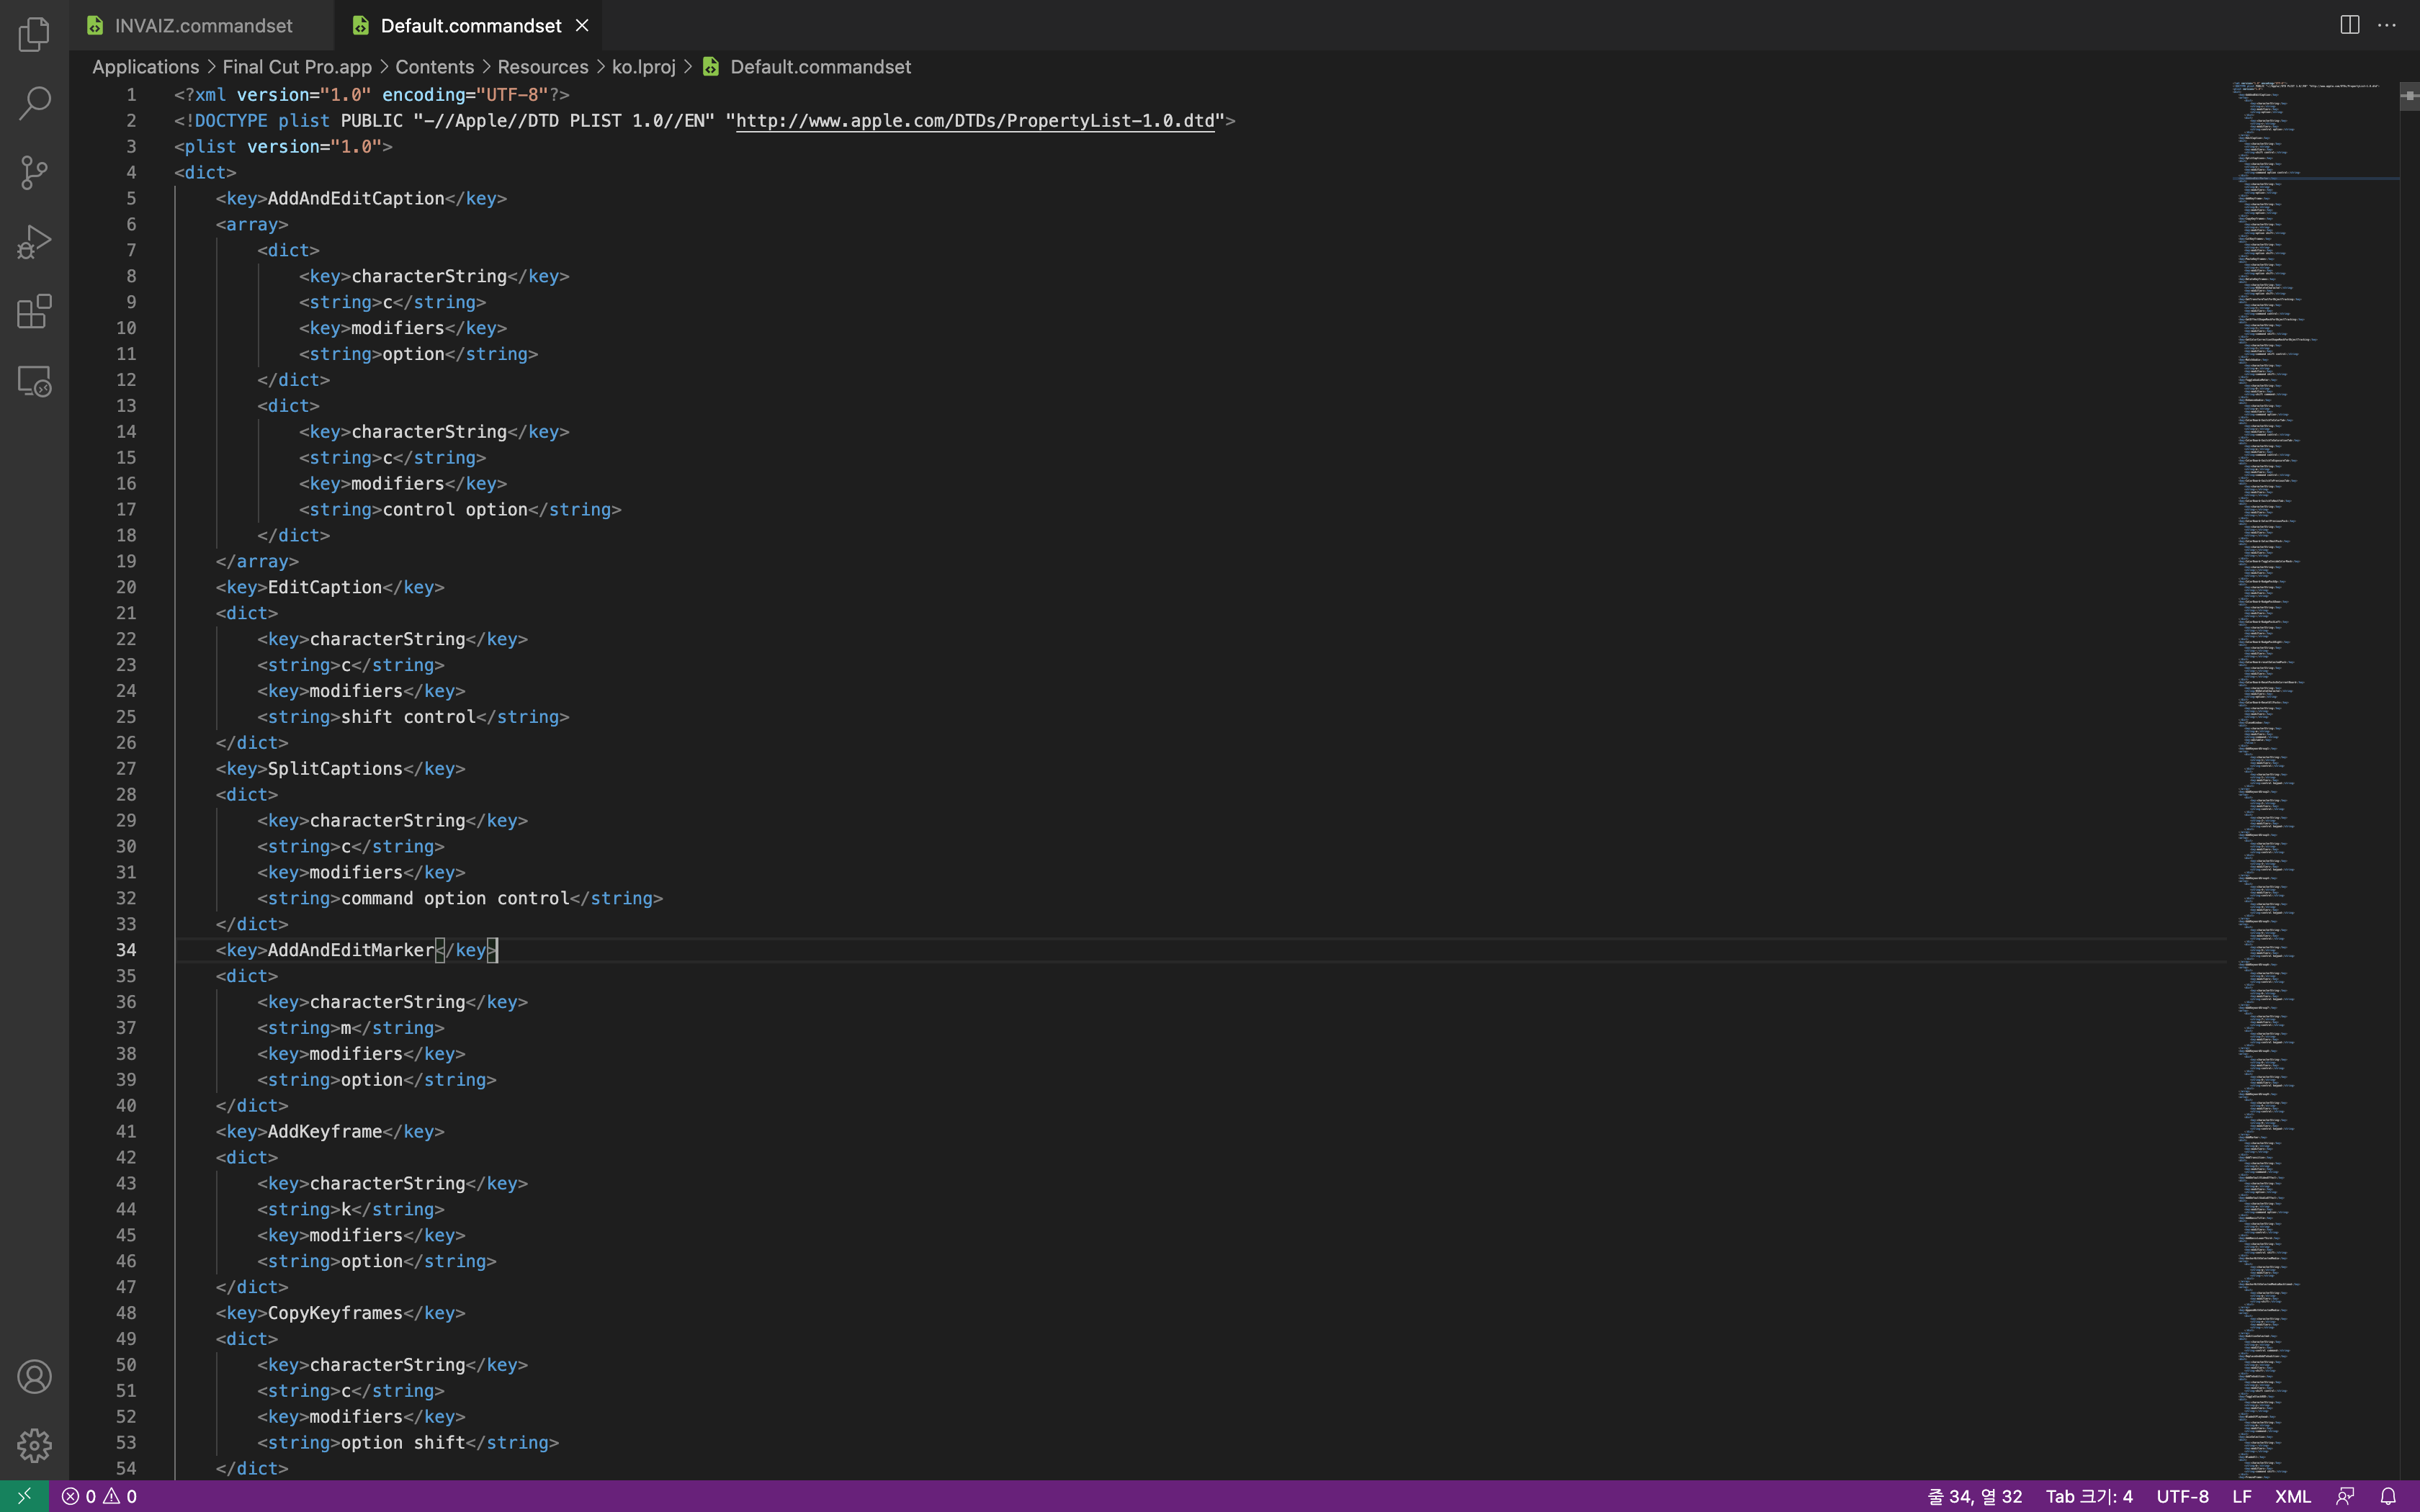 INVAIZ.commandset
Default.commandset
Applications > Final Cut Pro.app > Contents > Resources > ko.lproj > Default.commandset
1 <?xml version="1.0" encoding="UTF-8"?>
2 <!DOCTYPE plist PUBLIC "-//Apple//DTD PLIST 1.0//EN" "http://www.apple.com/DTDs/PropertyList-1.0.dtd">
3 <plist version="1.0">
4 <dict>
5 <key>AddAndEditCaption</key>
6 <array>
7 <dict>
8 <key>characterString</key>
9 <string>c</string>
10 <key>modifiers</key>
11 <string>option</string>
12 </dict>
13 <dict>
14 <key>characterString</key>
15 <string>c</string>
16 <key>modifiers</key>
17 <string>control option</string>
18 </dict>
19 </array>
20 <key>EditCaption</key>
21 <dict>
22 <key>characterString</key>
23 <string>c</string>
24 <key>modifiers</key>
25 <string>shift control</string>
26 </dict>
27 <key>SplitCaptions</key>
28 <dict>
29 <key>characterString</key>
30 <string>c</string>
31 <key>modifiers</key>
32 <string>command option control</string>
33 </dict>
34 <key>AddAndEditMarker</key>
35 <dict>
36 <key>characterString</key>
37 <string>m</string>
38 <key>modifiers</key>
39 <string>option</string>
40 </dict>
41 <key>AddKeyframe</key>
42 <dict>
43 <key>characterString</key>
44 <string>k</string>
45 <key>modifiers</key>
46 <string>option</string>
47 </dict>
48 <key>CopyKeyframes</key>
49 <dict>
50 <key>characterString</key>
51 <string>c</string>
52 <key>modifiers</key>
53 <string>option shift</string>
54 </dict>
0 0 줄 34, 열 32 Tab 크기: 4 UTF-8 LF XML